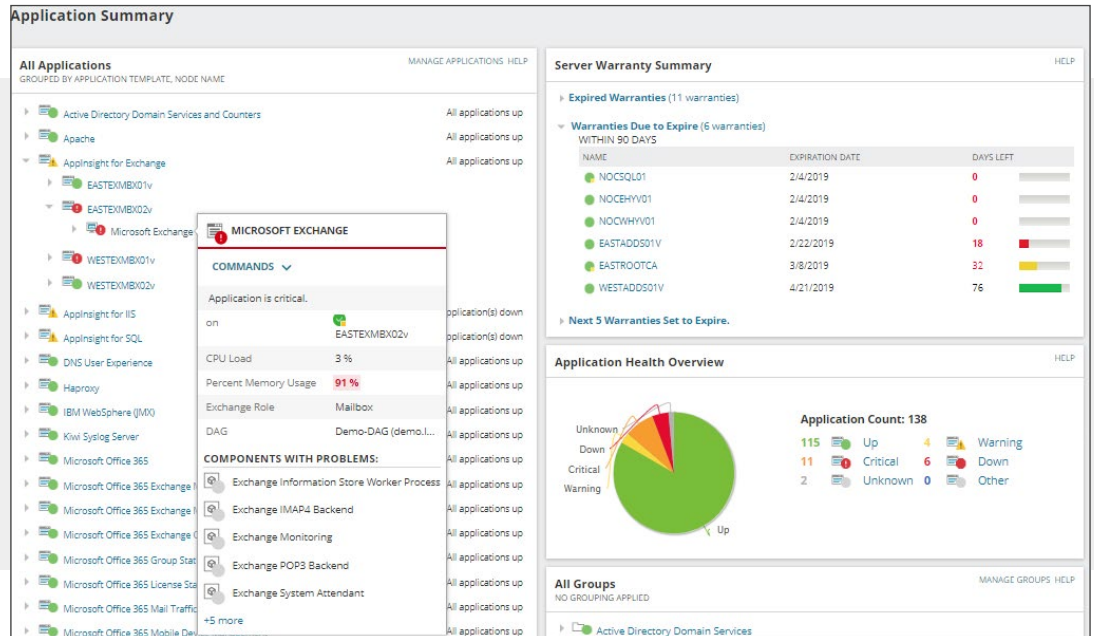 Application Summary
All Applications
MANAGE APPLICATIONS HELP
GROUPED BY APPLICATION TEMPLATE, NODE NAME
Active Directory Domain Services and Counters All applications up
Apache All applications up
AppInsight for Exchange All applications up
EASTEXMBX01v
EASTEXMBX02v
Microsoft Exchange
WESTEXMBX01v
WESTEXMBX02v
AppInsight for IIS pplication(s) down
AppInsight for SQL pplication(s) down
DNS User Experience All applications up
Haproxy All applications up
IBM WebSphere (JMX) All applications up
Kiwi Syslog Server All applications up
Microsoft Office 365 All applications up
Microsoft Office 365 Exchange All applications up
Microsoft Office 365 Exchange All applications up
Microsoft Office 365 Exchange All applications up
Microsoft Office 365 Group Stat All applications up
Microsoft Office 365 License Sta All applications up
Microsoft Office 365 Mail Traffic All applications up
Microsoft Office 365 Mobile All applications up
MICROSOFT EXCHANGE
COMMANDS
Application is critical.
on EASTEXMBX02v
CPU Load 3 %
Percent Memory Usage 91 %
Exchange Role Mailbox
DAG Demo-DAG (demo.l...
COMPONENTS WITH PROBLEMS:
Exchange Information Store Worker Process
Exchange IMAP4 Backend
Exchange Monitoring
Exchange POP3 Backend
Exchange System Attendant
+5 more
Server Warranty Summary
HELP
Expired Warranties (11 warranties)
Warranties Due to Expire (6 warranties)
WITHIN 90 DAYS
NAME EXPIRATION DATE DAYS LEFT
NOCSQL01 2/4/2019 0
NOCEHYV01 2/4/2019 0
NOCWHYV01 2/4/2019 0
EASTADDS01V 2/22/2019 18
EASTROOTCA 3/8/2019 32
WESTADDS01V 4/21/2019 76
Next 5 Warranties Set to Expire.
Application Health Overview
HELP
Unknown
Down
Critical
Warning
Up
Application Count: 138
115 Up 4 Warning
11 Critical 6 Down
2 Unknown 0 Other
All Groups
MANAGE GROUPS HELP
NO GROUPING APPLIED
Active Directory Domain Services